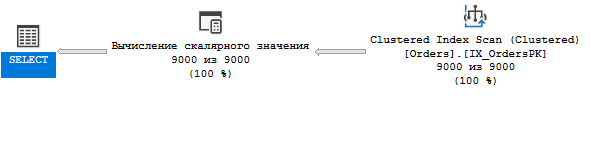 SELECT
Вычисление скалярного значения
9000 из 9000
(100 %)
Clustered Index Scan (Clustered)
[Orders].[IX_OrdersPK]
9000 из 9000
(100 %)